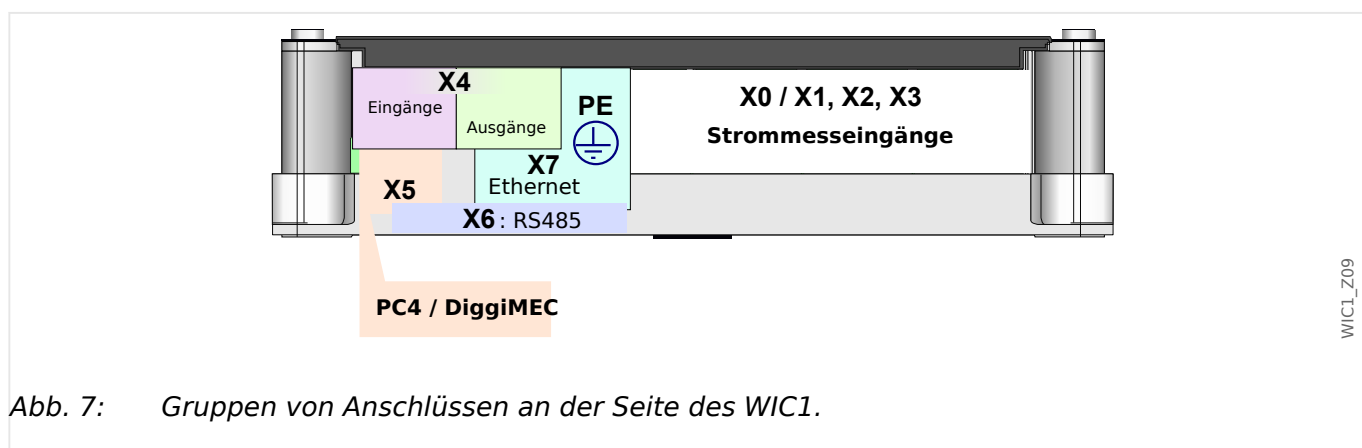 X4
Eingänge
Ausgänge
PE
X0 / X1, X2, X3
Strommesseingänge
X7
Ethernet
X5
X6 : RS485
PC4 / DiggiMEC
WIC1_Z09
Abb. 7: Gruppen von Anschlüssen an der Seite des WIC1.